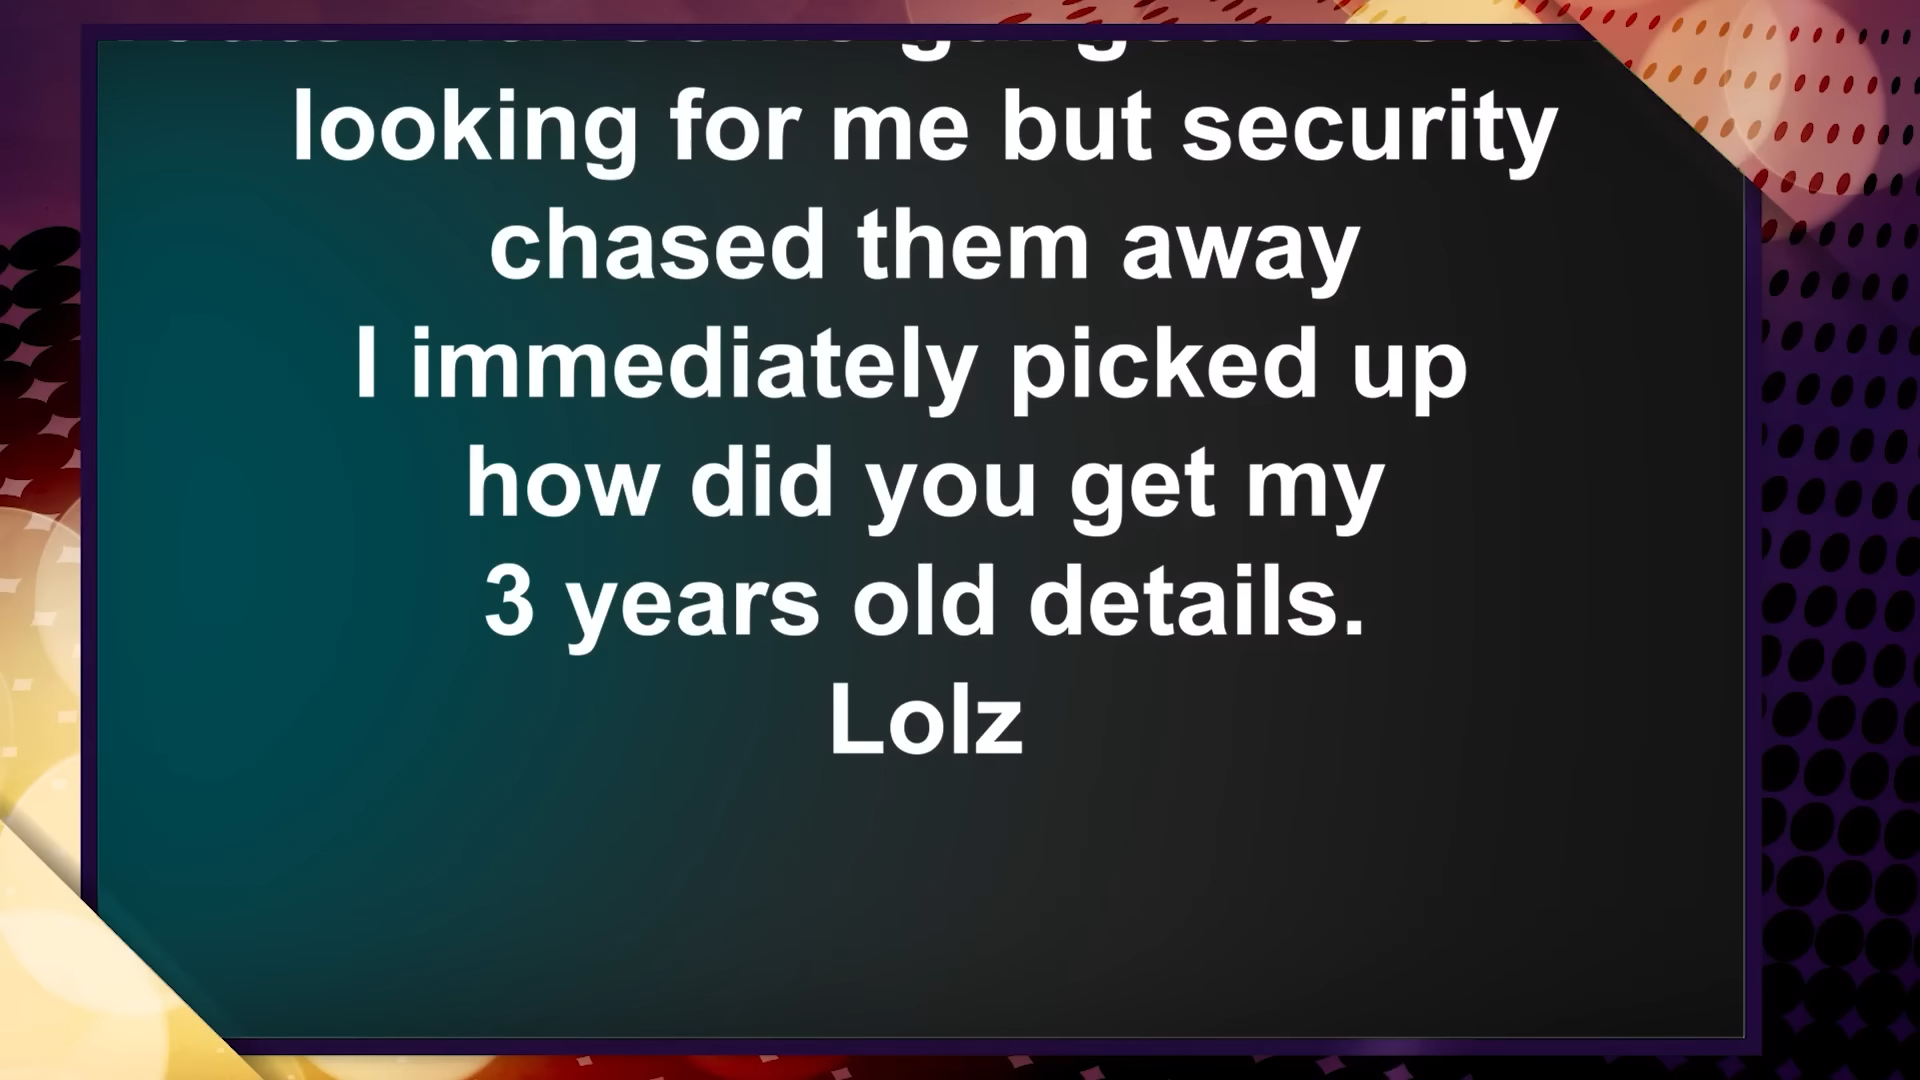 looking for me but security
chased them away
I immediately picked up
how did you get my
3 years old details.
Lolz